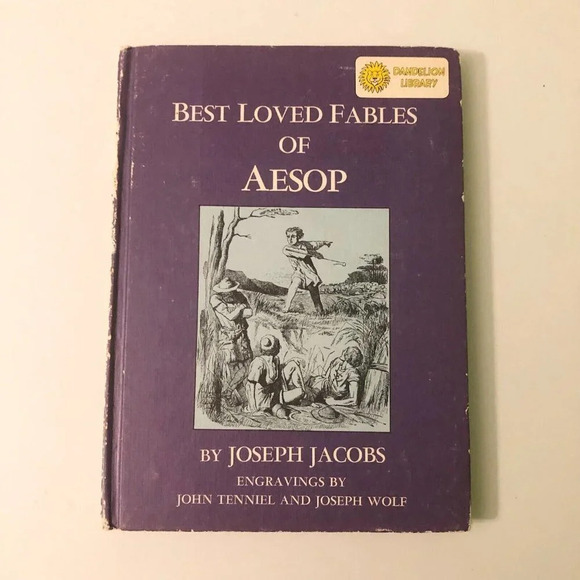 DANDELION
LIBRARY
BEST LOVED FABLES
OF
AESOP
BY JOSEPH JACOBS
ENGRAVINGS BY
JOHN TENNIEL AND JOSEPH WOLF